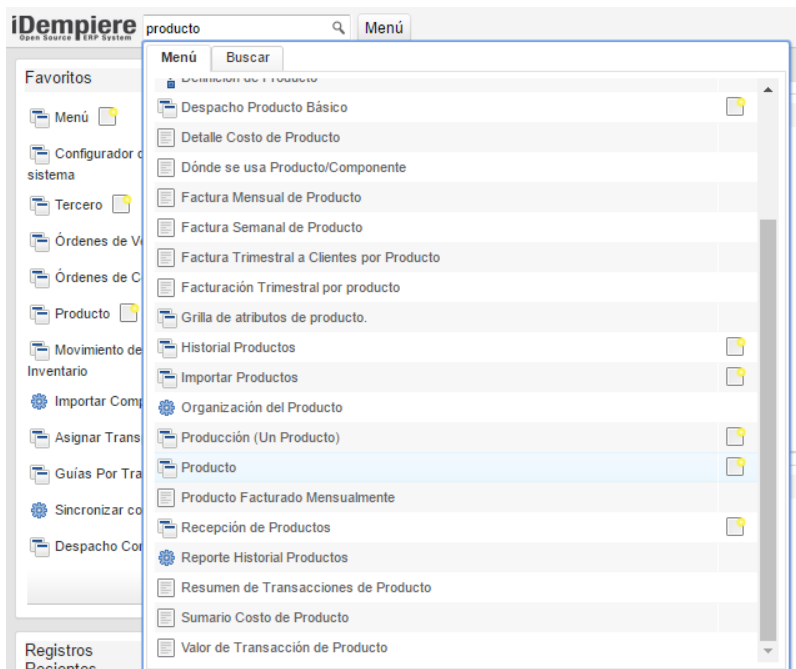 iDempiere
Open Source ERP System
producto
Menú
Menú
Buscar
Favoritos
Menú
Configurador
sistema
Tercero
Órdenes de
Órdenes de
Producto
Movimiento de
Inventario
Importar
Asignar
Guías Por
Sincronizar
Despacho
Registros
Recientes
Definición de Producto
Despacho Producto Básico
Detalle Costo de Producto
Dónde se usa Producto/Componente
Factura Mensual de Producto
Factura Semanal de Producto
Factura Trimestral a Clientes por Producto
Facturación Trimestral por producto
Grilla de atributos de producto.
Historial Productos
Importar Productos
Organización del Producto
Producción (Un Producto)
Producto
Producto Facturado Mensualmente
Recepción de Productos
Reporte Historial Productos
Resumen de Transacciones de Producto
Sumario Costo de Producto
Valor de Transacción de Producto